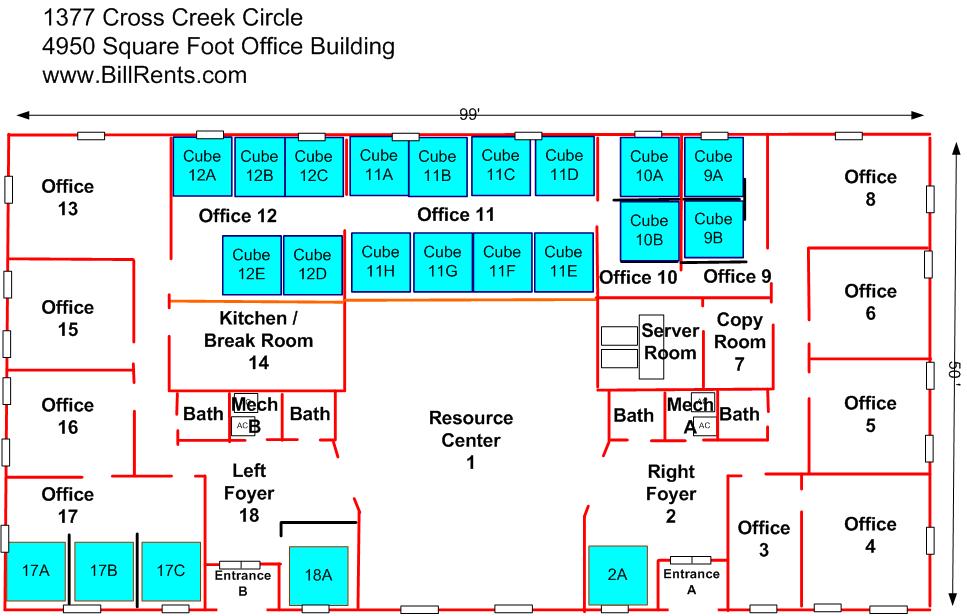 1377 Cross Creek Circle
4950 Square Foot Office Building
www.BillRents.com
99'
Cube
12A
Cube
12B
Cube
12C
Cube
11A
Cube
11B
Cube
11C
Cube
11D
Cube
10A
Cube
9A
Office
13
Office
8
Office 12
Office 11
Cube
10B
Cube
9B
Cube
12E
Cube
12D
Cube
11H
Cube
11G
Cube
11F
Cube
11E
Office 10
Office 9
Office
15
Office
6
Kitchen /
Break Room
14
Server
Room
Copy
Room
7
50'
Office
16
Bath
Mech
B
AC
Bath
Resource
Center
1
Bath
Mech
A
AC
Bath
Office
5
Left
Foyer
18
Right
Foyer
2
Office
17
Office
3
Office
4
17A
17B
17C
Entrance
B
18A
2A
Entrance
A